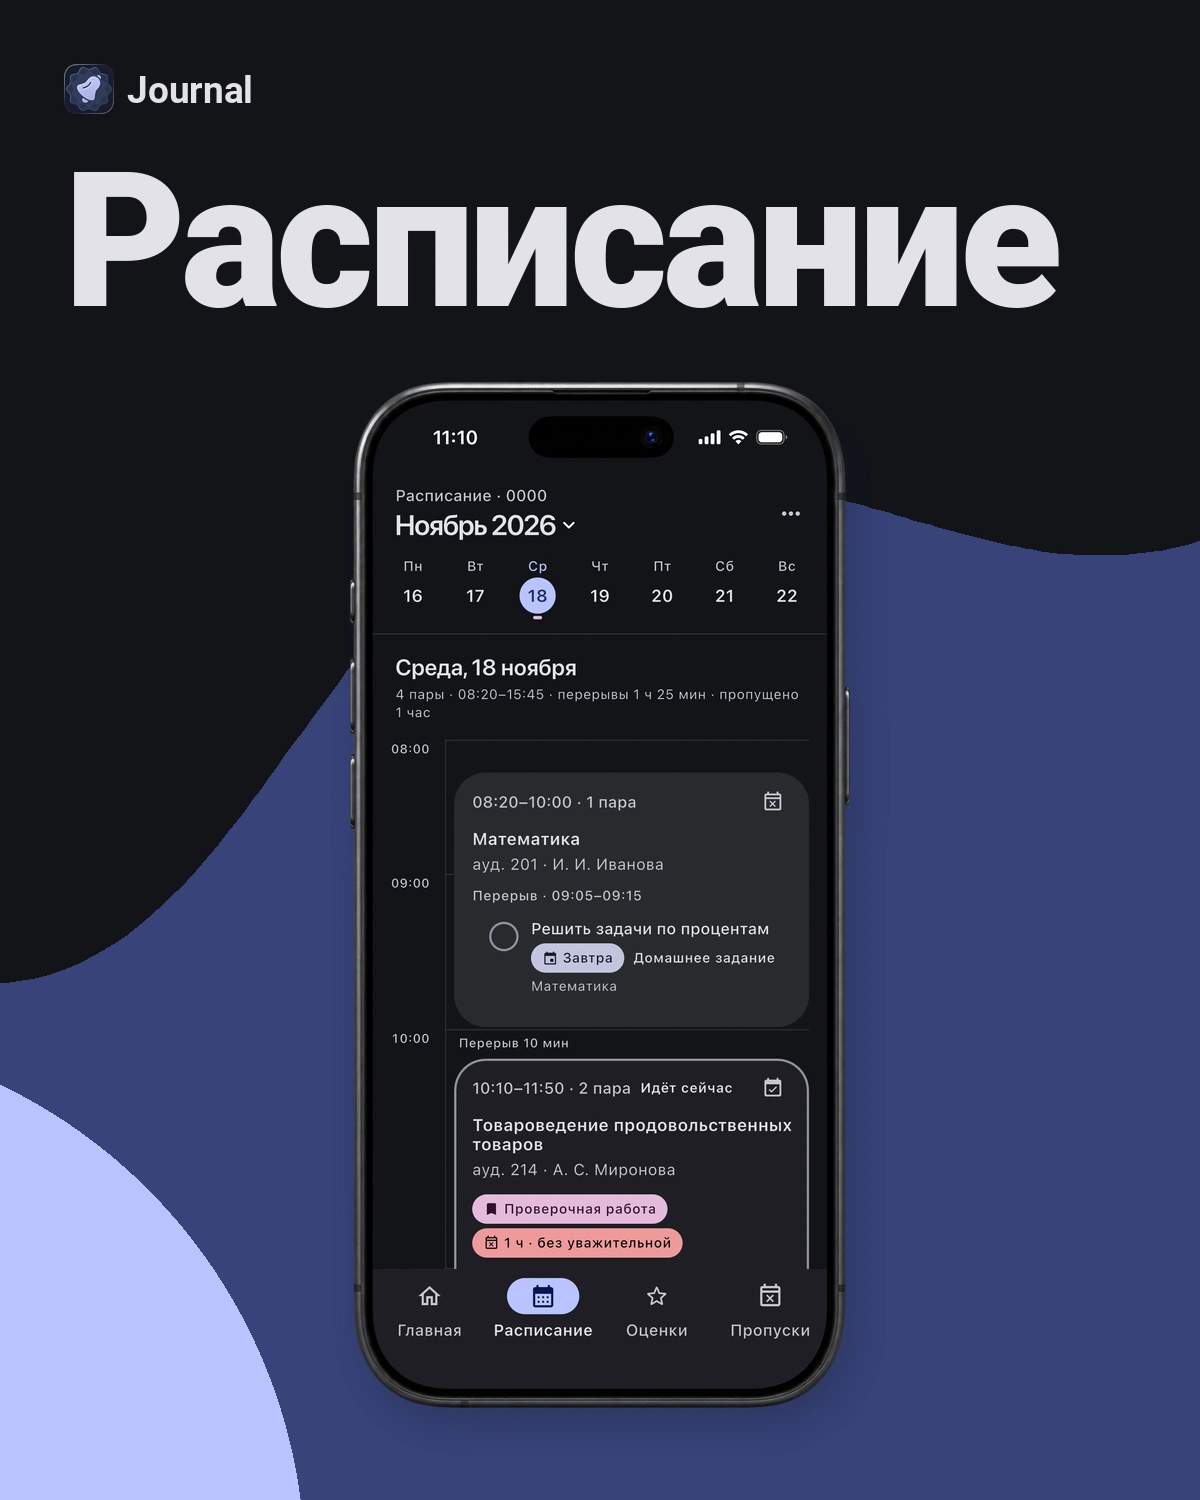 Journal
Расписание
11:10
Расписание · 0000
Ноябрь 2026
Пн Вт Ср Чт Пт Сб Вс
16 17 18 19 20 21 22
Среда, 18 ноября
4 пары · 08:20–15:45 · перерывы 1 ч 25 мин · пропущено
1 час
08:00
08:20–10:00 · 1 пара
Математика
ауд. 201 · И. И. Иванова
09:00
Перерыв · 09:05–09:15
Решить задачи по процентам
Завтра Домашнее задание
Математика
10:00
Перерыв 10 мин
10:10–11:50 · 2 пара Идёт сейчас
Товароведение продовольственных
товаров
ауд. 214 · А. С. Миронова
Проверочная работа
1 ч · без уважительной
Главная Расписание Оценки Пропуски